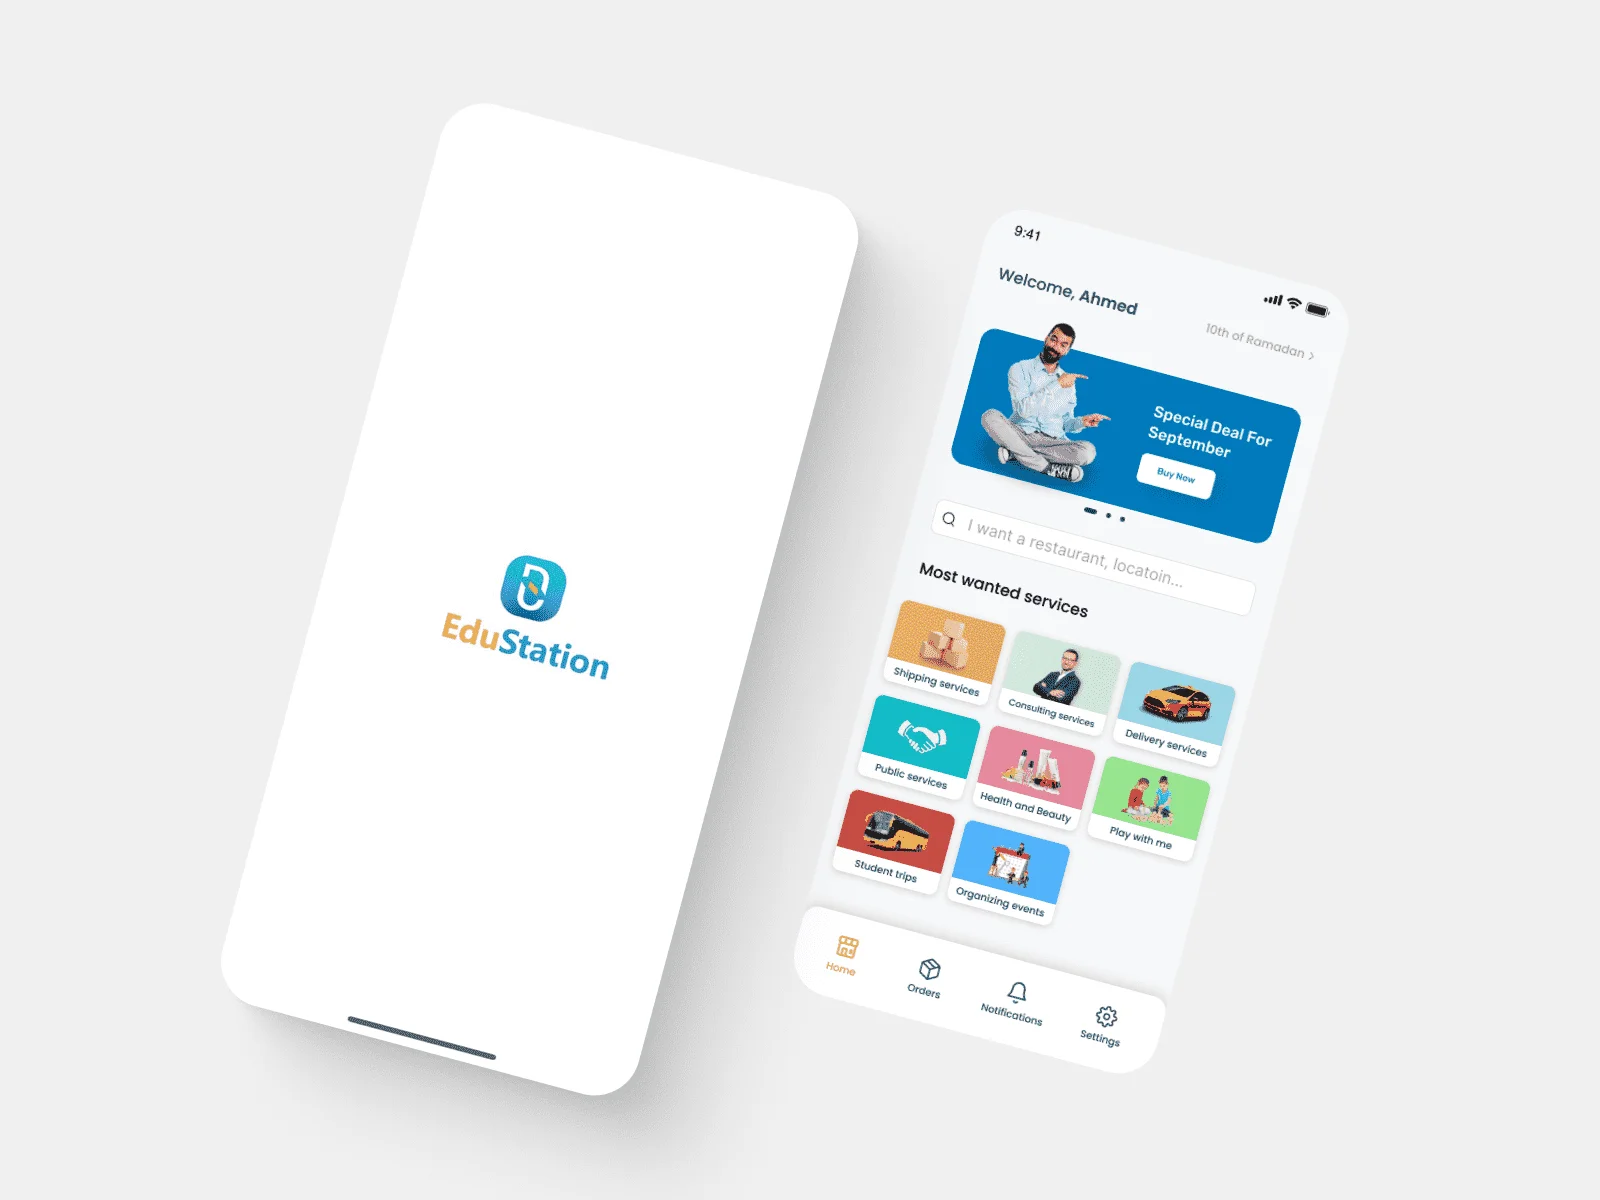 EduStation
9:41
Welcome, Ahmed
10th of Ramadan >
Special Deal For
September
Buy Now
I want a restaurant, locatoin...
Most wanted services
Shipping services
Consulting services
Delivery services
Public services
Health and Beauty
Play with me
Student trips
Organizing events
Home
Orders
Notifications
Settings